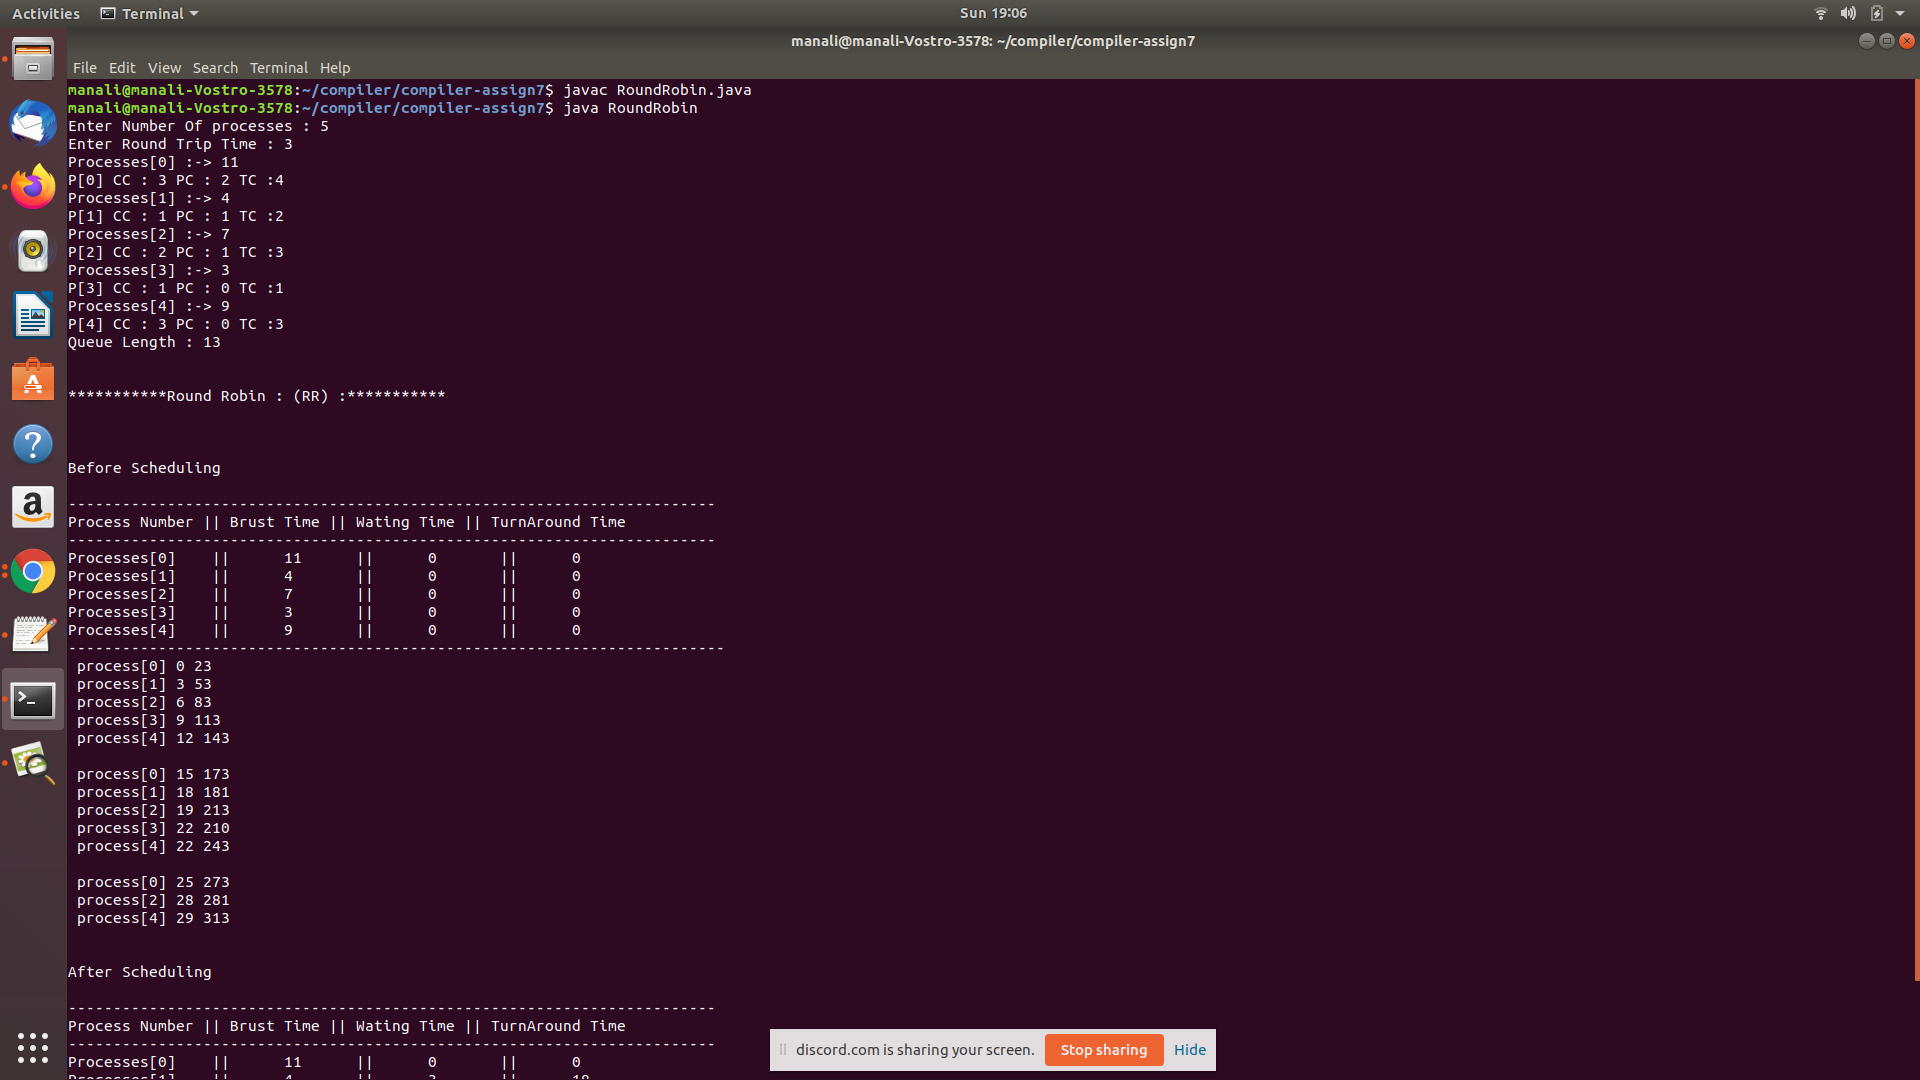 Activities Terminal Sun 19:06
manali@manali-Vostro-3578: ~/compiler/compiler-assign7
File Edit View Search Terminal Help
manali@manali-Vostro-3578:~/compiler/compiler-assign7$ javac RoundRobin.java
manali@manali-Vostro-3578:~/compiler/compiler-assign7$ java RoundRobin
Enter Number Of processes : 5
Enter Round Trip Time : 3
Processes[0] :-> 11
P[0] CC : 3 PC : 2 TC :4
Processes[1] :-> 4
P[1] CC : 1 PC : 1 TC :2
Processes[2] :-> 7
P[2] CC : 2 PC : 1 TC :3
Processes[3] :-> 3
P[3] CC : 1 PC : 0 TC :1
Processes[4] :-> 9
P[4] CC : 3 PC : 0 TC :3
Queue Length : 13
***********Round Robin : (RR) :***********
Before Scheduling
------------------------------------------------------------------------
Process Number || Brust Time || Wating Time || TurnAround Time
------------------------------------------------------------------------
Processes[0] || 11 || 0 || 0
Processes[1] || 4 || 0 || 0
Processes[2] || 7 || 0 || 0
Processes[3] || 3 || 0 || 0
Processes[4] || 9 || 0 || 0
-------------------------------------------------------------------------
process[0] 0 23
process[1] 3 53
process[2] 6 83
process[3] 9 113
process[4] 12 143
process[0] 15 173
process[1] 18 181
process[2] 19 213
process[3] 22 210
process[4] 22 243
process[0] 25 273
process[2] 28 281
process[4] 29 313
After Scheduling
------------------------------------------------------------------------
Process Number || Brust Time || Wating Time || TurnAround Time
------------------------------------------------------------------------
Processes[0] || 11 || 0 || 0
Processes[1] || 4 || 3 || 18
discord.com is sharing your screen. Stop sharing Hide